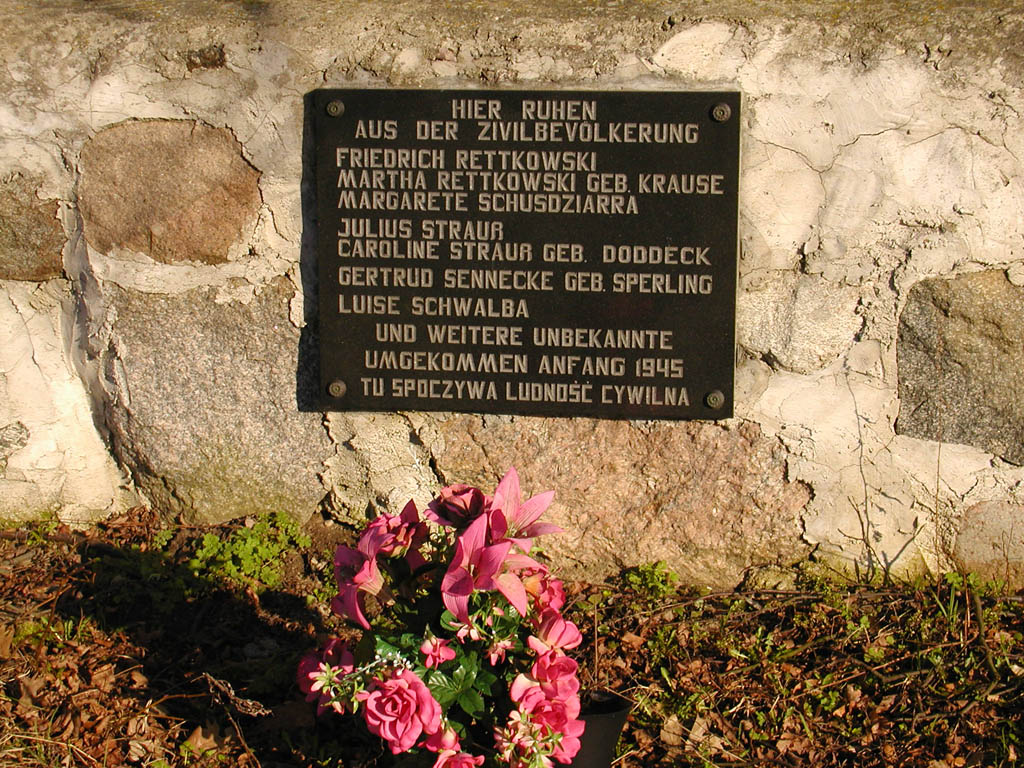 HIER RUHEN
AUS DER ZIVILBEVÖLKERUNG
FRIEDRICH RETTKOWSKI
MARTHA RETTKOWSKI GEB. KRAUSE
MARGARETE SCHUSDZIARRA
JULIUS STRAUR
CAROLINE STRAUR GEB. DODDECK
GERTRUD SENNECKE GEB. SPERLING
LUISE SCHWALBA
UND WEITERE UNBEKANNTE
UMGEKOMMEN ANFANG 1945
TU SPOCZYWA LUDNOŚĆ CYWILNA